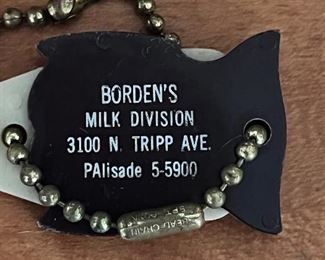 BORDEN'S
MILK DIVISION
3100 N. TRIPP AVE.
PAlisade 5-5900